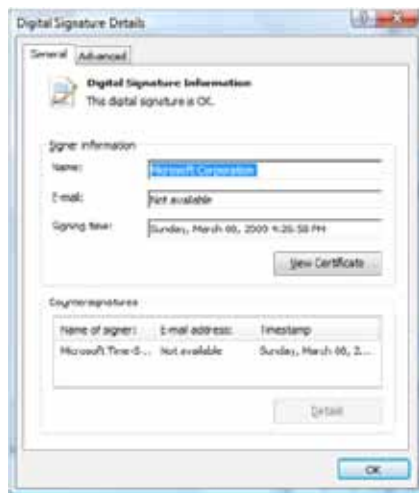 Digital Signature Details
General Advanced
Digital Signature Information
This digital signature is OK.
Signer information
Name: Microsoft Corporation
E-mail: Not available
Signing time: Sunday, March 08, 2009 4:26:58 PM
View Certificate
Countersignatures
Name of signer: E-mail address: Timestamp
Microsoft Time-S... Not available Sunday, March 08, 2...
Details
OK